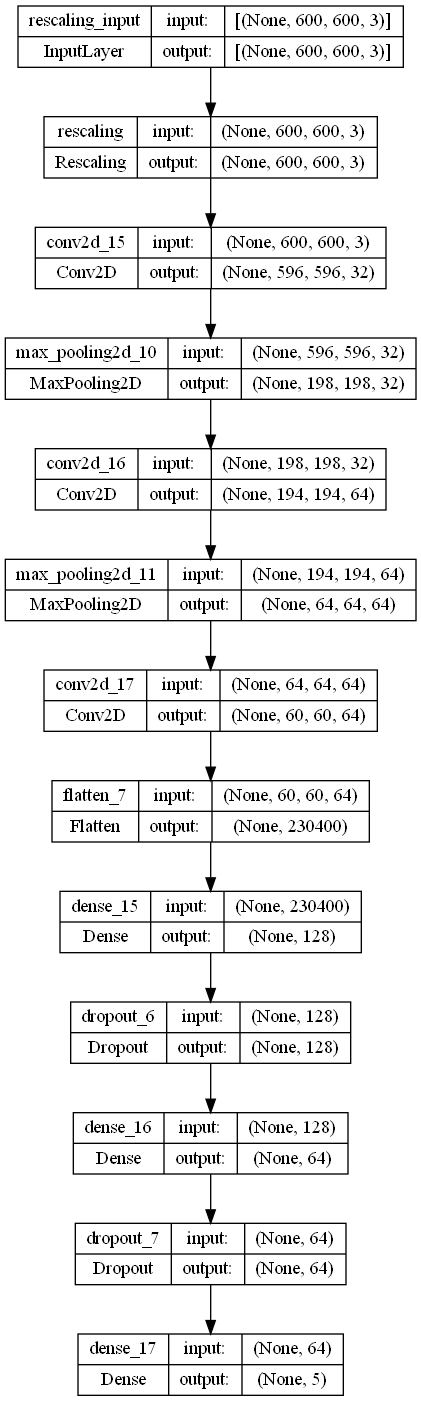 rescaling_input input: [(None, 600, 600, 3)]
InputLayer output: [(None, 600, 600, 3)]
rescaling input: (None, 600, 600, 3)
Rescaling output: (None, 600, 600, 3)
conv2d_15 input: (None, 600, 600, 3)
Conv2D output: (None, 596, 596, 32)
max_pooling2d_10 input: (None, 596, 596, 32)
MaxPooling2D output: (None, 198, 198, 32)
conv2d_16 input: (None, 198, 198, 32)
Conv2D output: (None, 194, 194, 64)
max_pooling2d_11 input: (None, 194, 194, 64)
MaxPooling2D output: (None, 64, 64, 64)
conv2d_17 input: (None, 64, 64, 64)
Conv2D output: (None, 60, 60, 64)
flatten_7 input: (None, 60, 60, 64)
Flatten output: (None, 230400)
dense_15 input: (None, 230400)
Dense output: (None, 128)
dropout_6 input: (None, 128)
Dropout output: (None, 128)
dense_16 input: (None, 128)
Dense output: (None, 64)
dropout_7 input: (None, 64)
Dropout output: (None, 64)
dense_17 input: (None, 64)
Dense output: (None, 5)